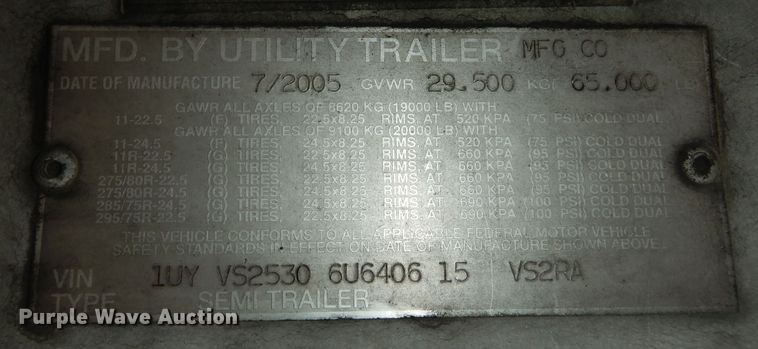 MFD. BY UTILITY TRAILER MFG CO
DATE OF MANUFACTURE 7/2005 GVWR 29.500 KG( 65.000 LB
GAWR ALL AXLES OF 8620 KG (19000 LB) WITH
11-22.5 (F) TIRES, 22.5x8.25 RIMS, AT 520 KPA (75 PSI) COLD DUAL
GAWR ALL AXLES OF 9100 KG (20000 LB) WITH
11-24.5 (F) TIRES, 24.5x8.25 RIMS, AT 520 KPA (75 PSI) COLD DUAL
11R-22.5 (G) TIRES, 22.5x8.25 RIMS, AT 660 KPA (95 PSI) COLD DUAL
11R-24.5 (G) TIRES, 24.5x8.25 RIMS, AT 660 KPA (95 PSI) COLD DUAL
275/80R-22.5 (G) TIRES, 22.5x8.25 RIMS, AT 660 KPA (95 PSI) COLD DUAL
275/80R-24.5 (G) TIRES, 24.5x8.25 RIMS, AT 660 KPA (95 PSI) COLD DUAL
285/75R-24.5 (G) TIRES, 24.5x8.25 RIMS, AT 690 KPA (100 PSI) COLD DUAL
295/75R-22.5 (G) TIRES, 22.5x8.25 RIMS, AT 690 KPA (100 PSI) COLD DUAL
THIS VEHICLE CONFORMS TO ALL APPLICABLE FEDERAL MOTOR VEHICLE
SAFETY STANDARDS IN EFFECT ON DATE OF MANUFACTURE SHOWN ABOVE.
VIN 1UY VS2530 6U6406 15 VS2RA
TYPE SEMI TRAILER
Purple Wave Auction